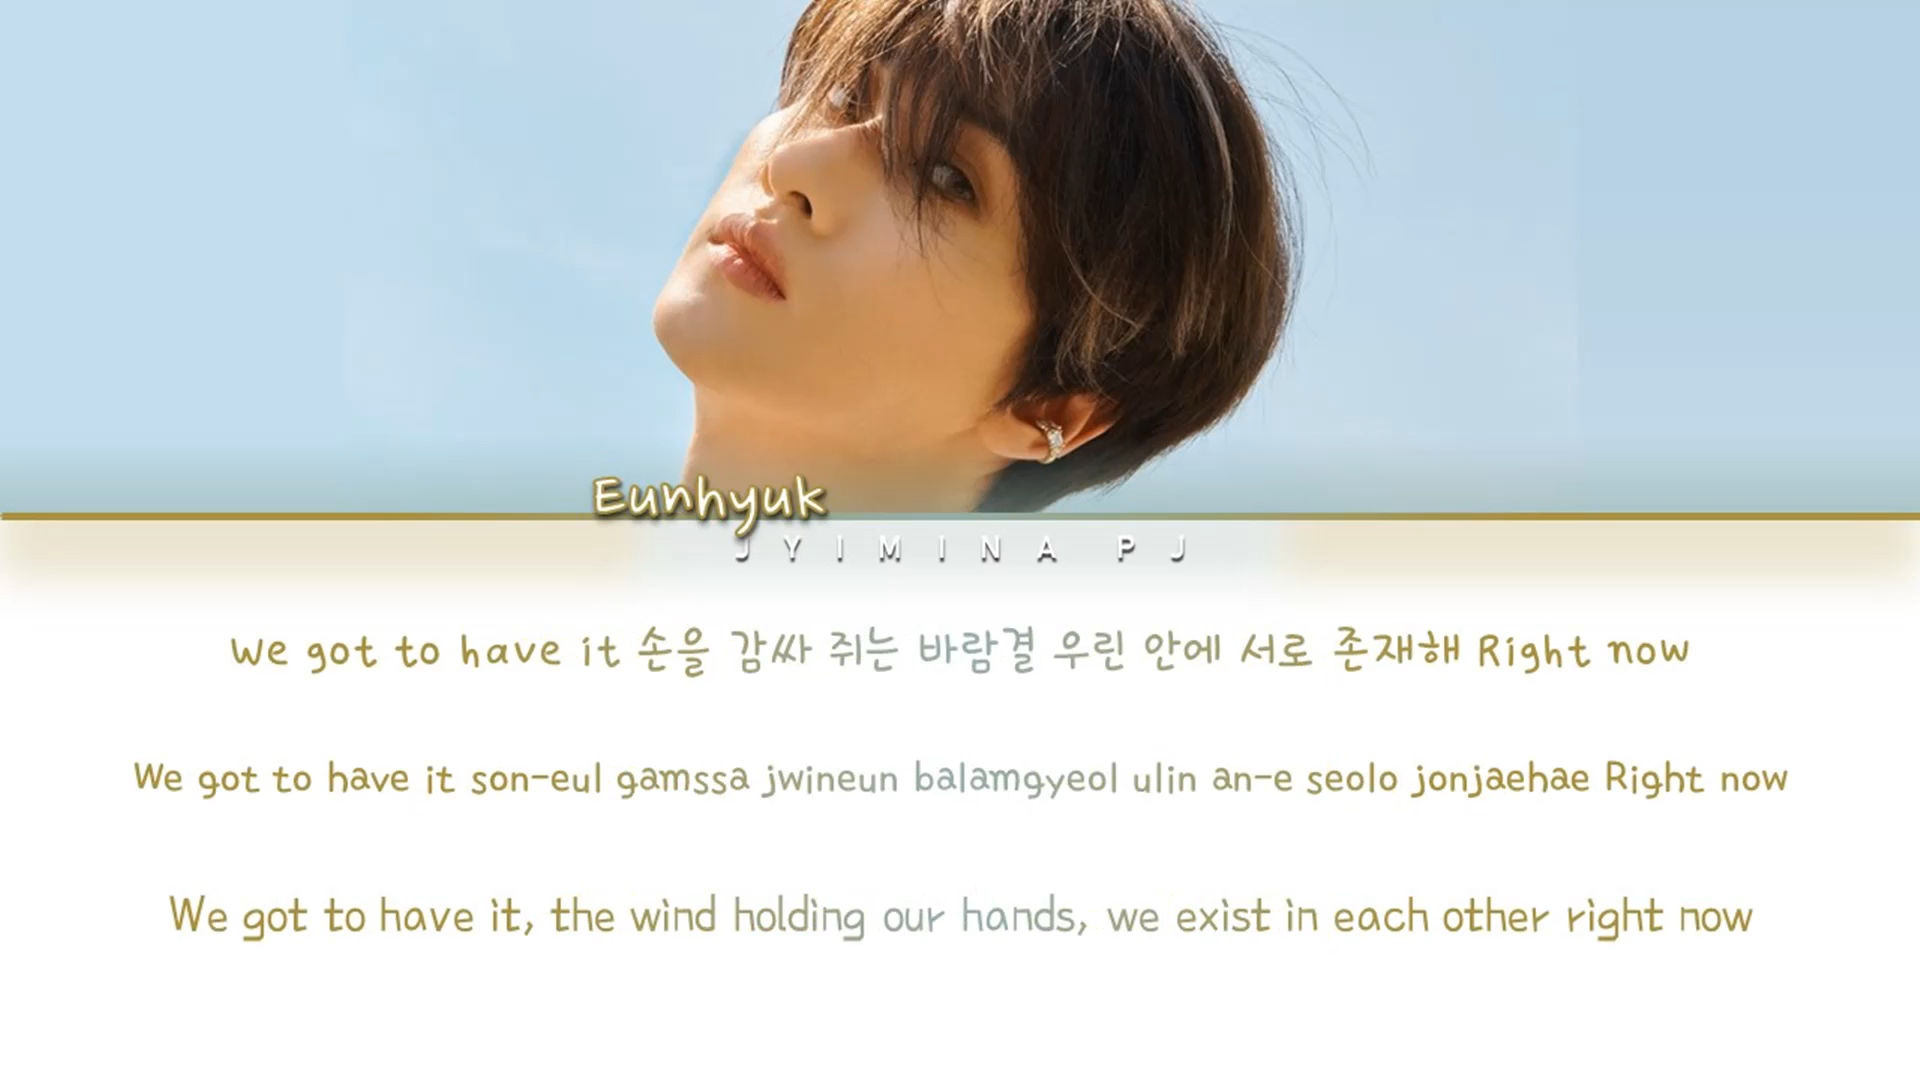 Eunhyuk
JYIMINA PJ
We got to have it 손을 감싸 쥐는 바람결 우린 안에 서로 존재해 Right now
We got to have it son-eul gamssa jwineun balamgyeol ulin an-e seolo jonjaehae Right now
We got to have it, the wind holding our hands, we exist in each other right now